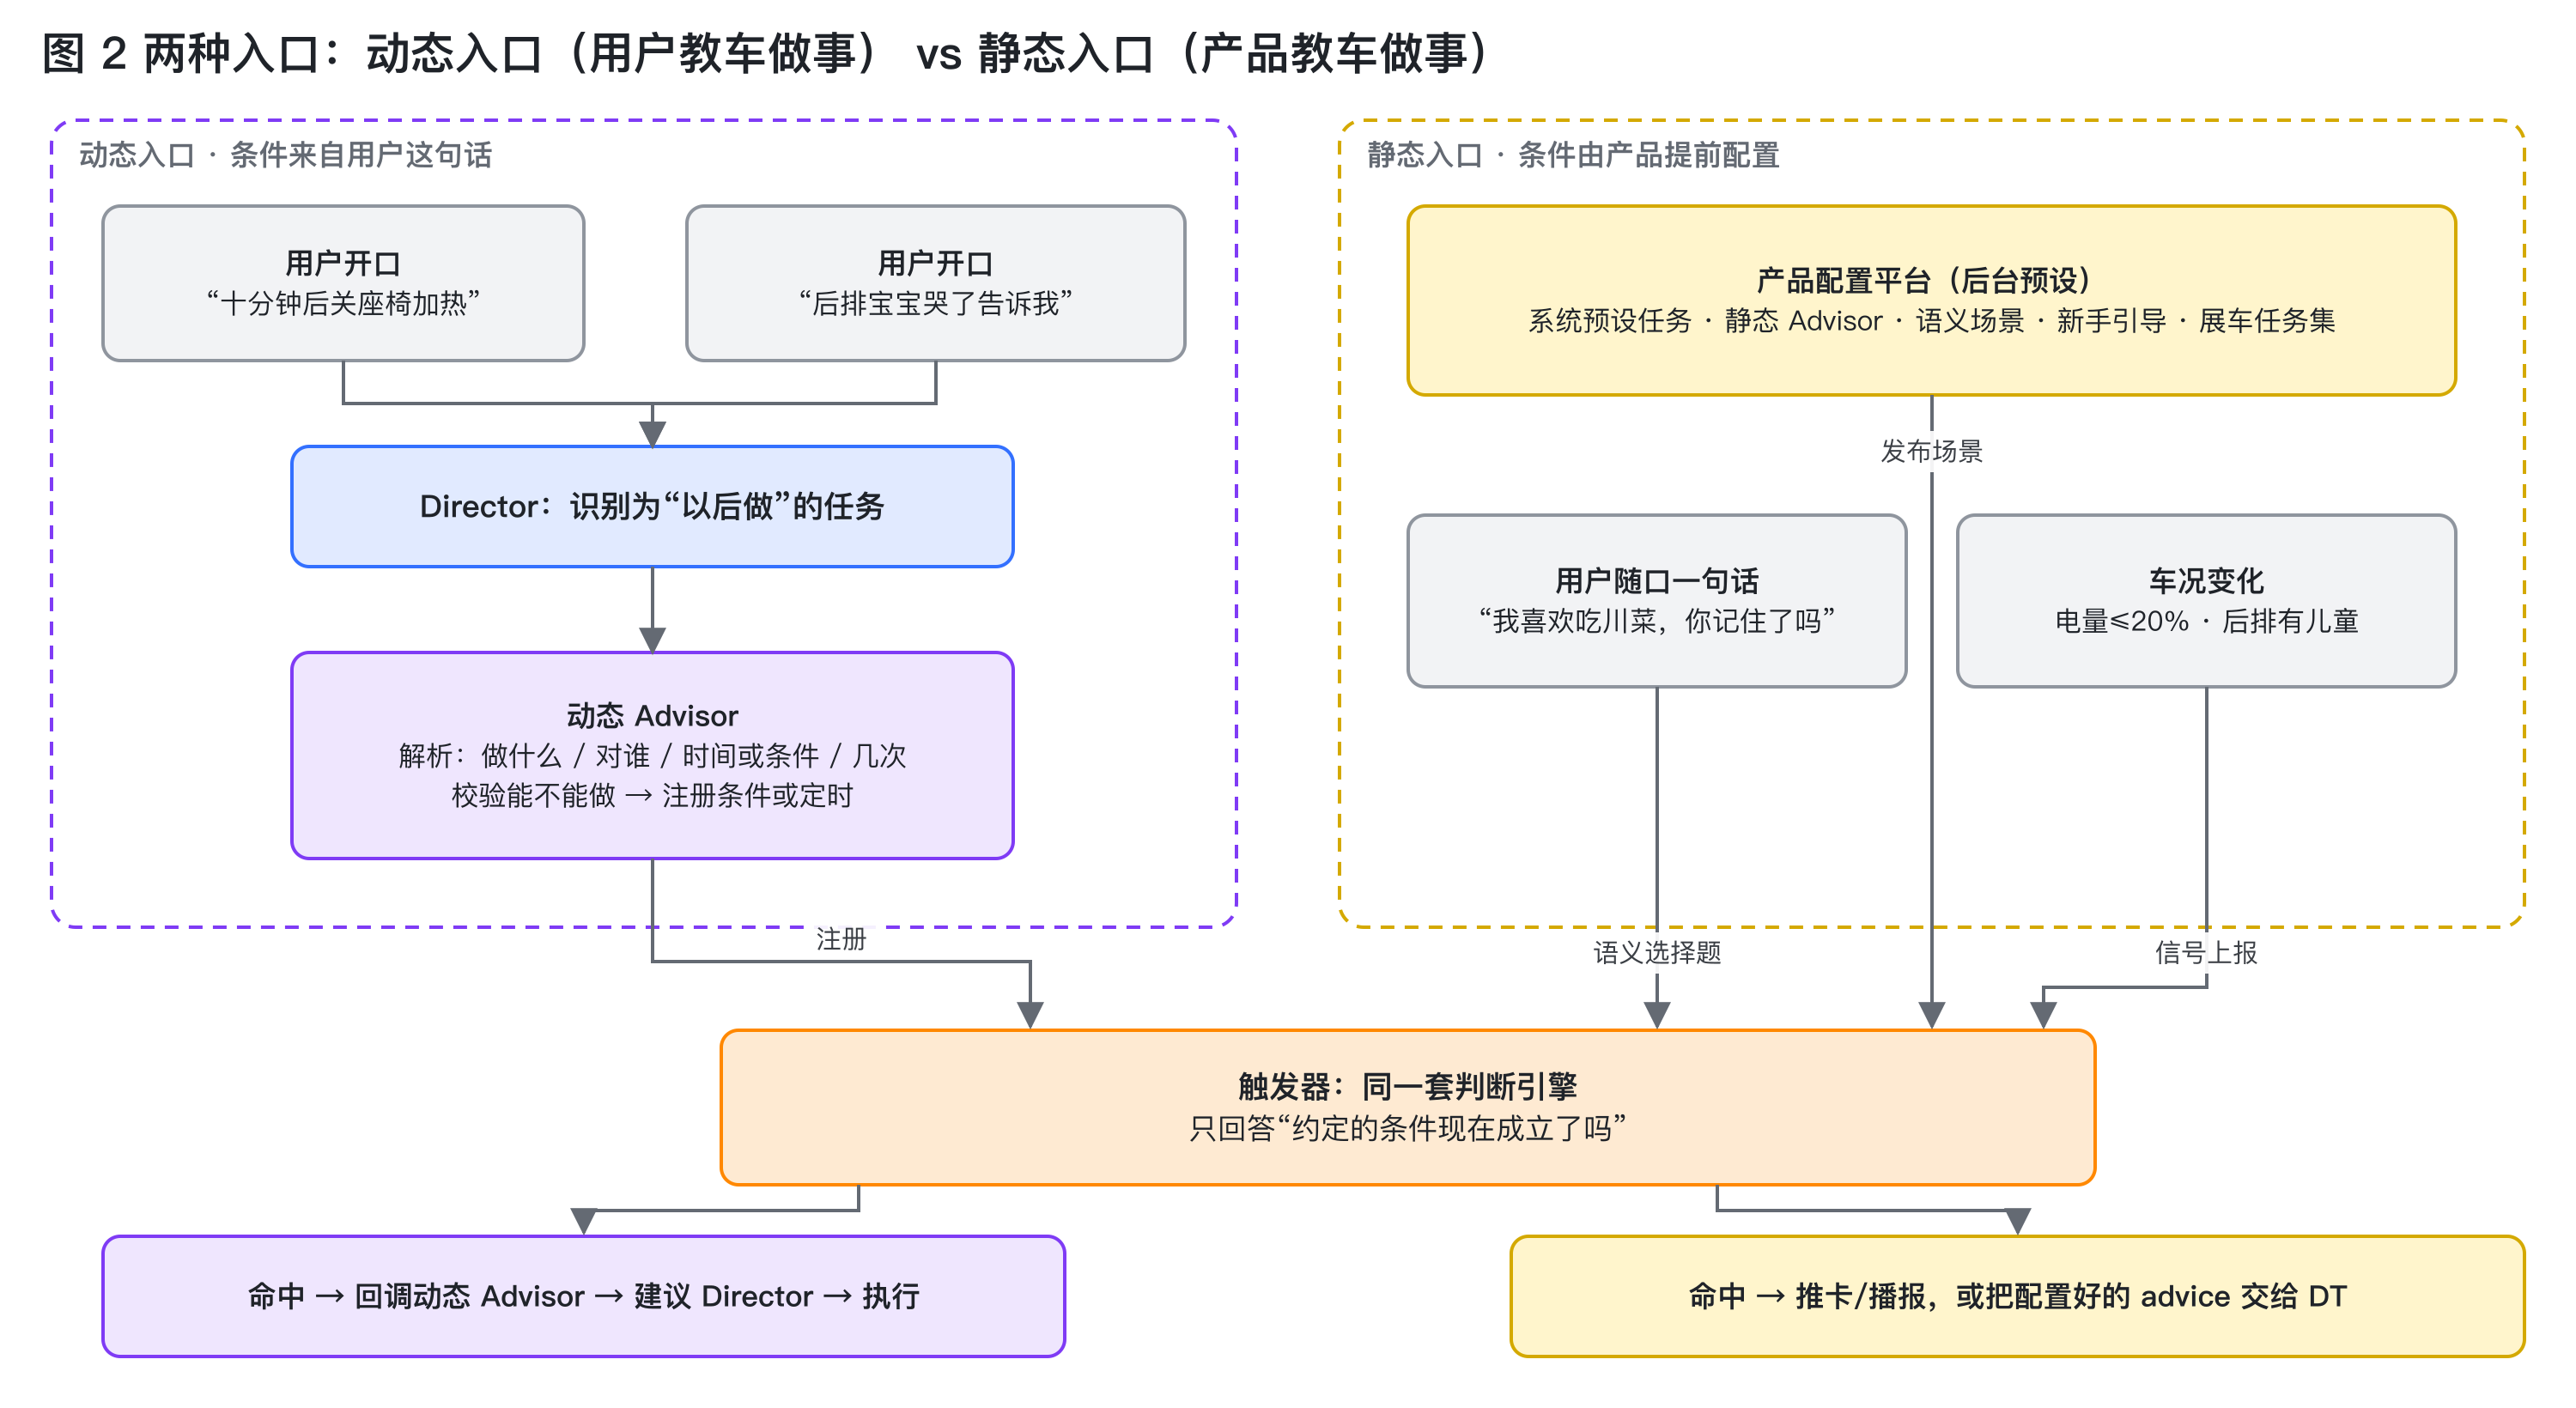 图 2 两种入口：动态入口（用户教车做事） vs 静态入口（产品教车做事）
动态入口 · 条件来自用户这句话
用户开口
“十分钟后关座椅加热”
用户开口
“后排宝宝哭了告诉我”
Director：识别为“以后做”的任务
动态 Advisor
解析：做什么 / 对谁 / 时间或条件 / 几次
校验能不能做 → 注册条件或定时
注册
静态入口 · 条件由产品提前配置
产品配置平台（后台预设）
系统预设任务 · 静态 Advisor · 语义场景 · 新手引导 · 展车任务集
发布场景
用户随口一句话
“我喜欢吃川菜，你记住了吗”
车况变化
电量≤20% · 后排有儿童
语义选择题
信号上报
触发器：同一套判断引擎
只回答“约定的条件现在成立了吗”
命中 → 回调动态 Advisor → 建议 Director → 执行
命中 → 推卡/播报，或把配置好的 advice 交给 DT